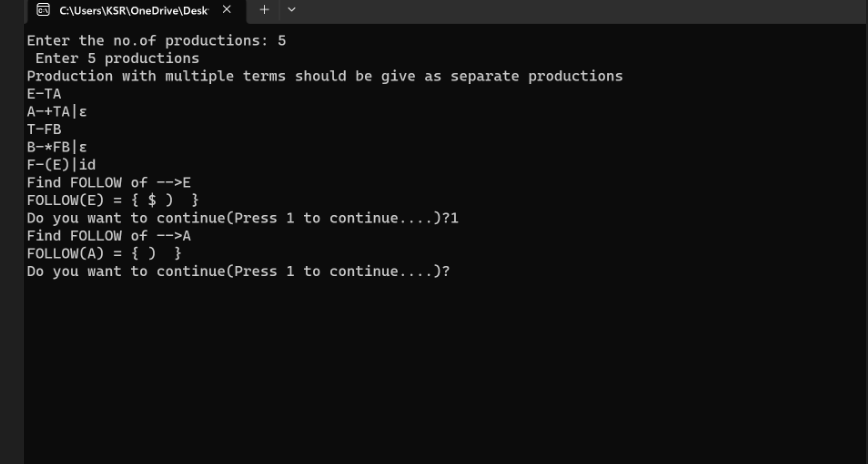 C:\Users\KSR\OneDrive\Desk
Enter the no.of productions: 5
 Enter 5 productions
Production with multiple terms should be give as separate productions
E-TA
A-+TA|ε
T-FB
B-*FB|ε
F-(E)|id
Find FOLLOW of -->E
FOLLOW(E) = { $ )  }
Do you want to continue(Press 1 to continue....)?1
Find FOLLOW of -->A
FOLLOW(A) = { )  }
Do you want to continue(Press 1 to continue....)?